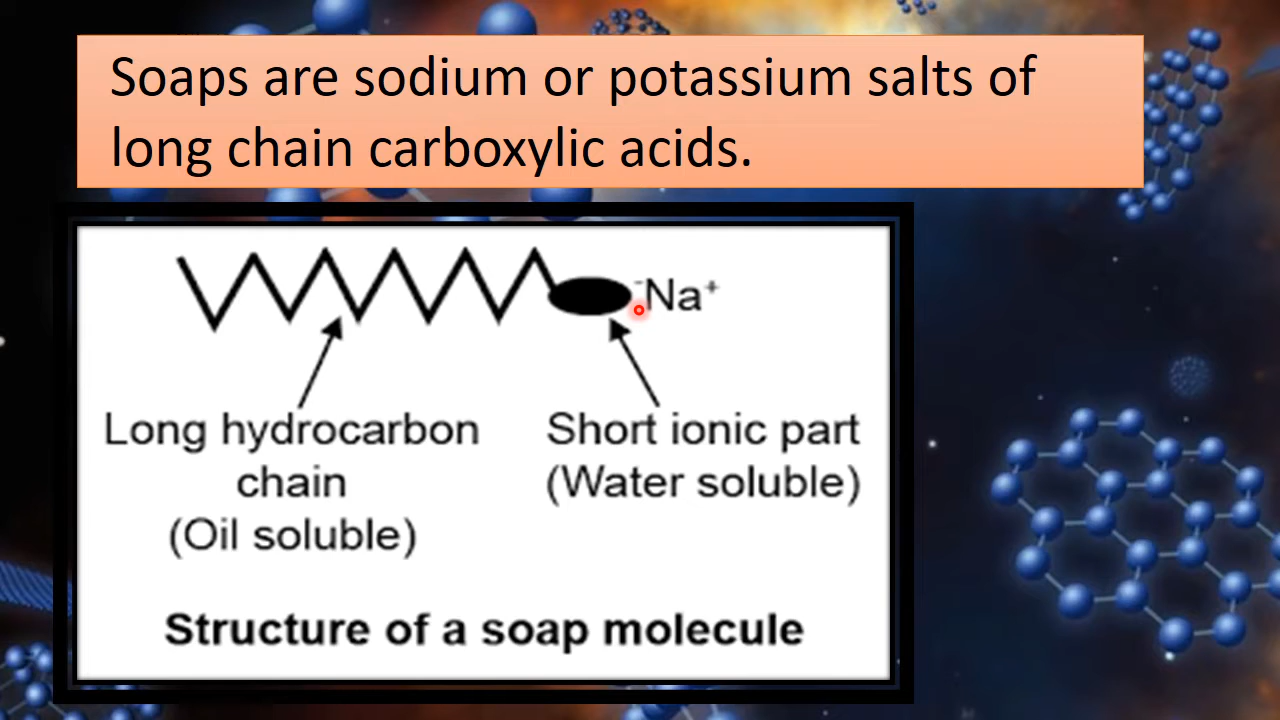 Soaps are sodium or potassium salts of
long chain carboxylic acids.
⁻Na⁺
Long hydrocarbon
chain
(Oil soluble)
Short ionic part
(Water soluble)
Structure of a soap molecule